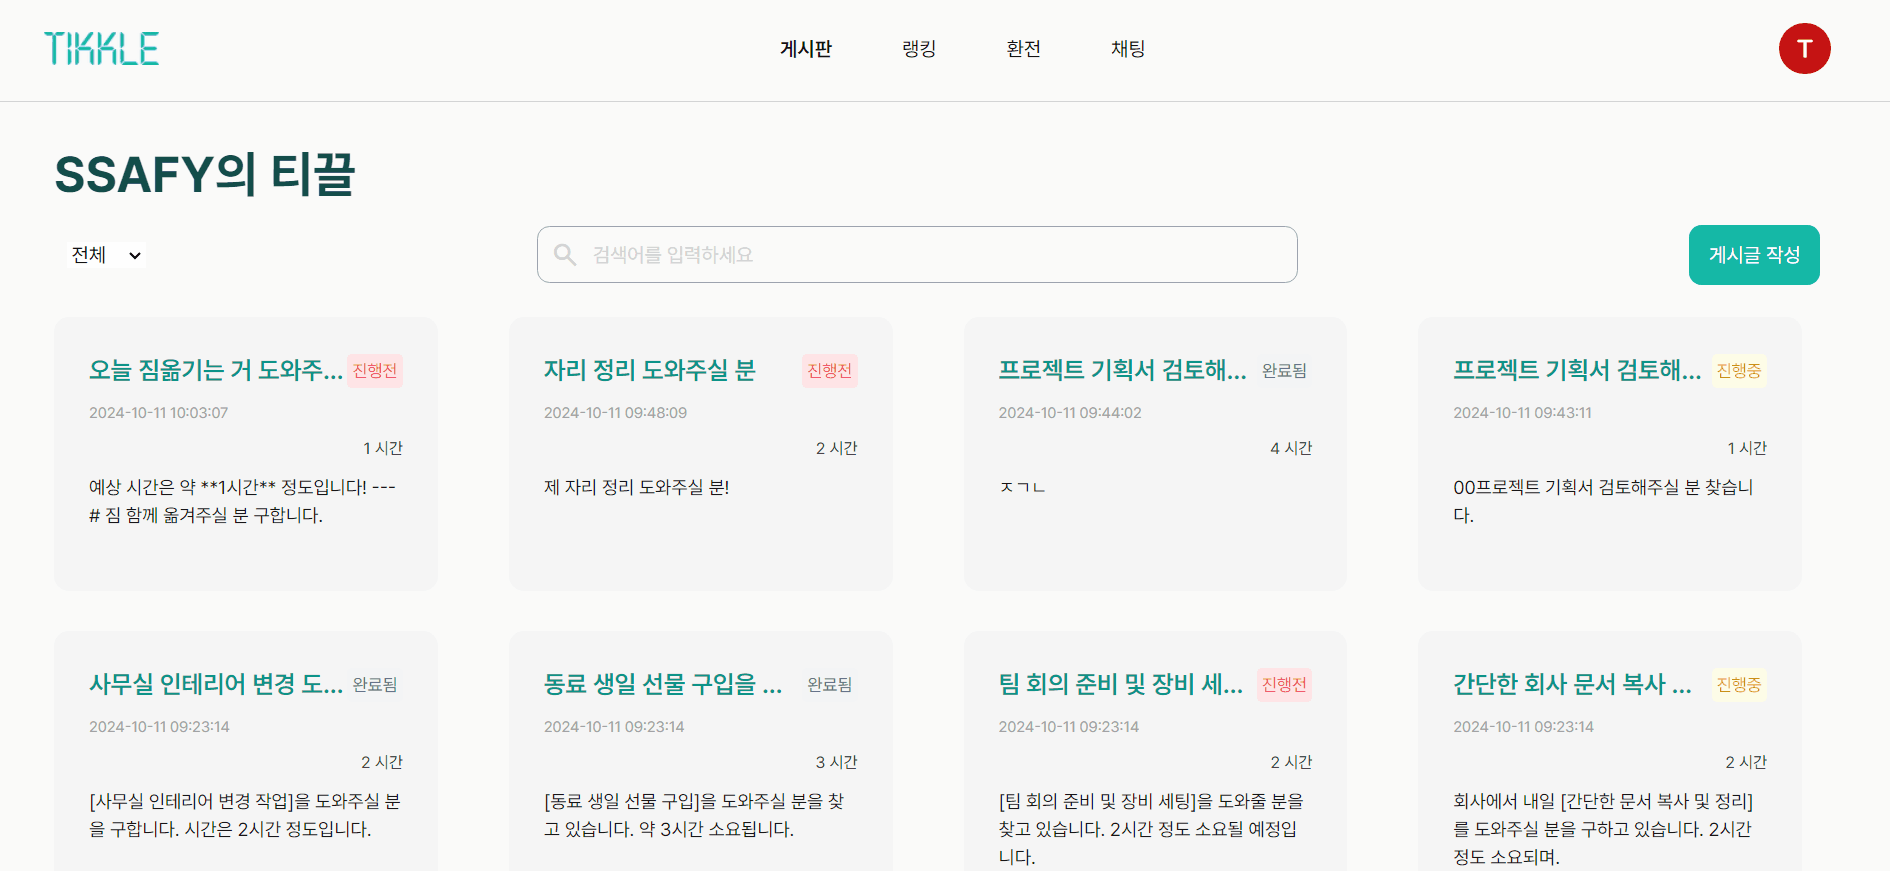 TIKKLE
게시판 랭킹 환전 채팅
T
SSAFY의 티끌
전체
검색어를 입력하세요
게시글 작성
오늘 짐옮기는 거 도와주... 진행전
2024-10-11 10:03:07
1 시간
예상 시간은 약 **1시간** 정도입니다! ---
# 짐 함께 옮겨주실 분 구합니다.
자리 정리 도와주실 분 진행전
2024-10-11 09:48:09
2 시간
제 자리 정리 도와주실 분!
프로젝트 기획서 검토해... 완료됨
2024-10-11 09:44:02
4 시간
ㅈㄱㄴ
프로젝트 기획서 검토해... 진행중
2024-10-11 09:43:11
1 시간
00프로젝트 기획서 검토해주실 분 찾습니
다.
사무실 인테리어 변경 도... 완료됨
2024-10-11 09:23:14
2 시간
[사무실 인테리어 변경 작업]을 도와주실 분
을 구합니다. 시간은 2시간 정도입니다.
동료 생일 선물 구입을 ... 완료됨
2024-10-11 09:23:14
3 시간
[동료 생일 선물 구입]을 도와주실 분을 찾
고 있습니다. 약 3시간 소요됩니다.
팀 회의 준비 및 장비 세... 진행전
2024-10-11 09:23:14
2 시간
[팀 회의 준비 및 장비 세팅]을 도와줄 분을
찾고 있습니다. 2시간 정도 소요될 예정입
니다.
간단한 회사 문서 복사 ... 진행중
2024-10-11 09:23:14
2 시간
회사에서 내일 [간단한 문서 복사 및 정리]
를 도와주실 분을 구하고 있습니다. 2시간
정도 소요되며.